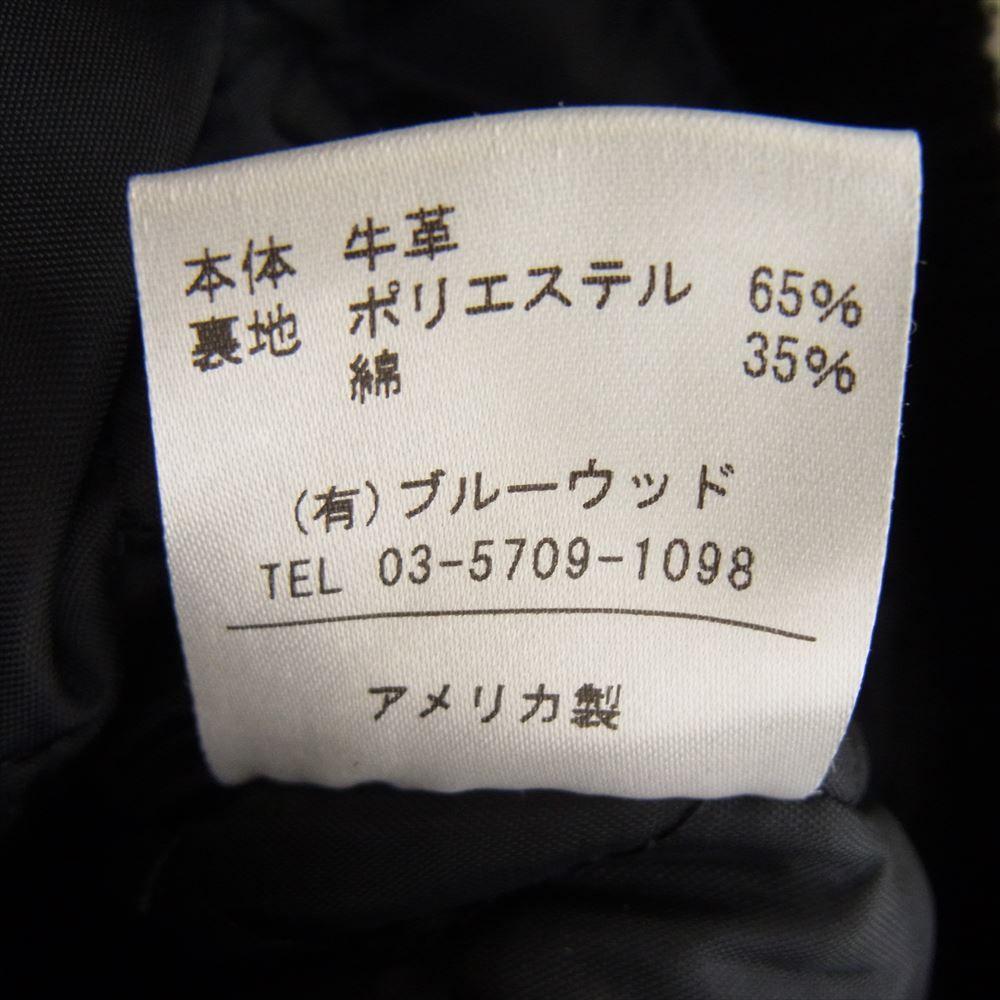 本体 牛革
裏地 ポリエステル 65%
綿 35%
(有)ブルーウッド
TEL 03-5709-1098
アメリカ製